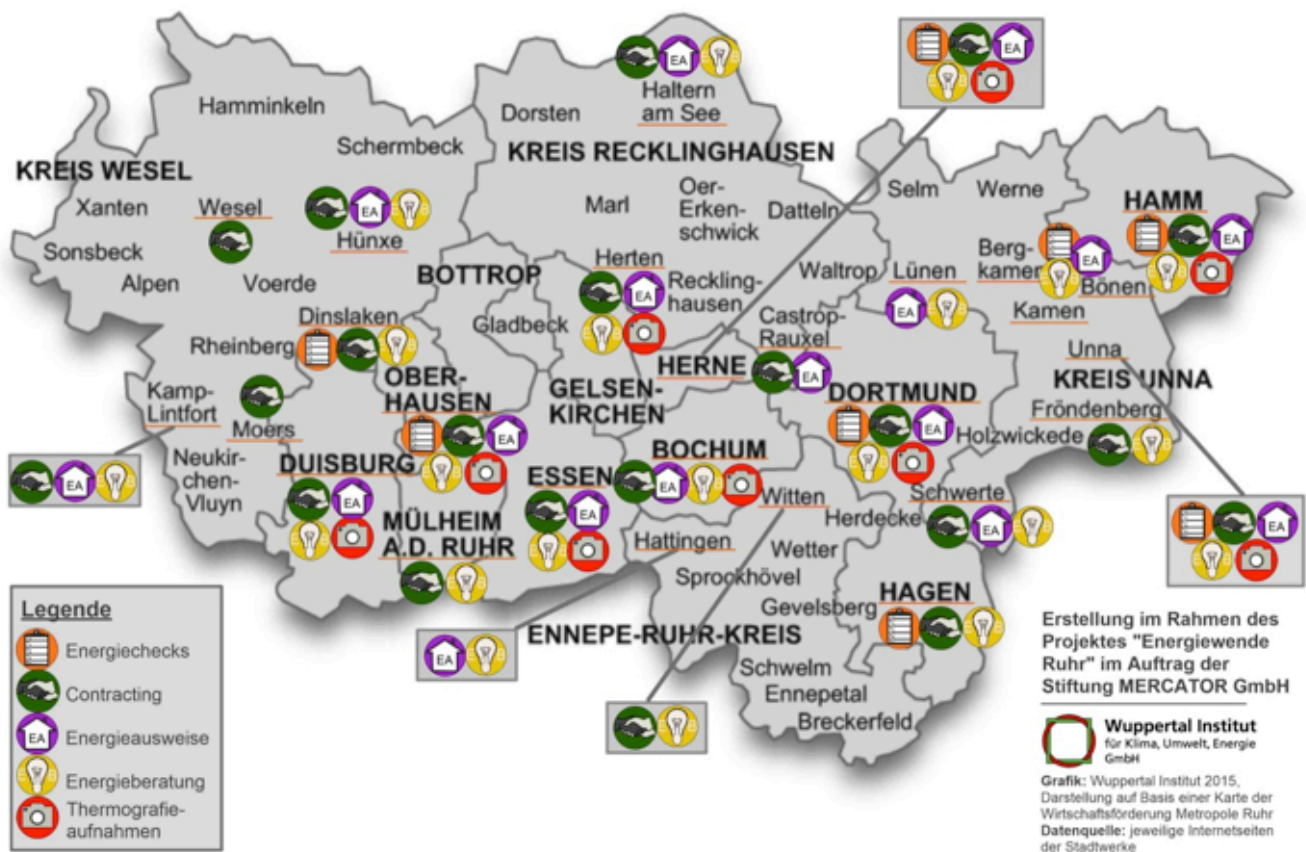 Hamminkeln
Dorsten
Haltern
am See
Schermbeck
KREIS RECKLINGHAUSEN
KREIS WESEL
Selm
Werne
Xanten
Wesel
EA
Hünxe
Marl
Oer-
Erken-
schwick
Datteln
HAMM
Sonsbeck
Alpen
Voerde
BOTTROP
Herten
Reckling-
hausen
Waltrop
Lünen
Berg-
kamen
Bönen
Kamen
Dinslaken
Gladbeck
Castrop-
Rauxel
Rheinberg
HERNE
Unna
OBER-
HAUSEN
GELSEN-
KIRCHEN
DORTMUND
KREIS UNNA
Kamp-
Lintfort
Moers
Fröndenberg
Holzwickede
Neukir-
chen-
Vluyn
DUISBURG
ESSEN
BOCHUM
Witten
Schwerte
MÜLHEIM
A.D. RUHR
Hattingen
Herdecke
Wetter
Sprockhövel
Gevelsberg
HAGEN
ENNEPE-RUHR-KREIS
Schwelm
Ennepetal
Breckerfeld
Legende
Energiechecks
Contracting
EA Energieausweise
Energieberatung
Thermografie-
aufnahmen
Erstellung im Rahmen des
Projektes "Energiewende
Ruhr" im Auftrag der
Stiftung MERCATOR GmbH
Wuppertal Institut
für Klima, Umwelt, Energie
GmbH
Grafik: Wuppertal Institut 2015,
Darstellung auf Basis einer Karte der
Wirtschaftsförderung Metropole Ruhr
Datenquelle: jeweilige Internetseiten
der Stadtwerke